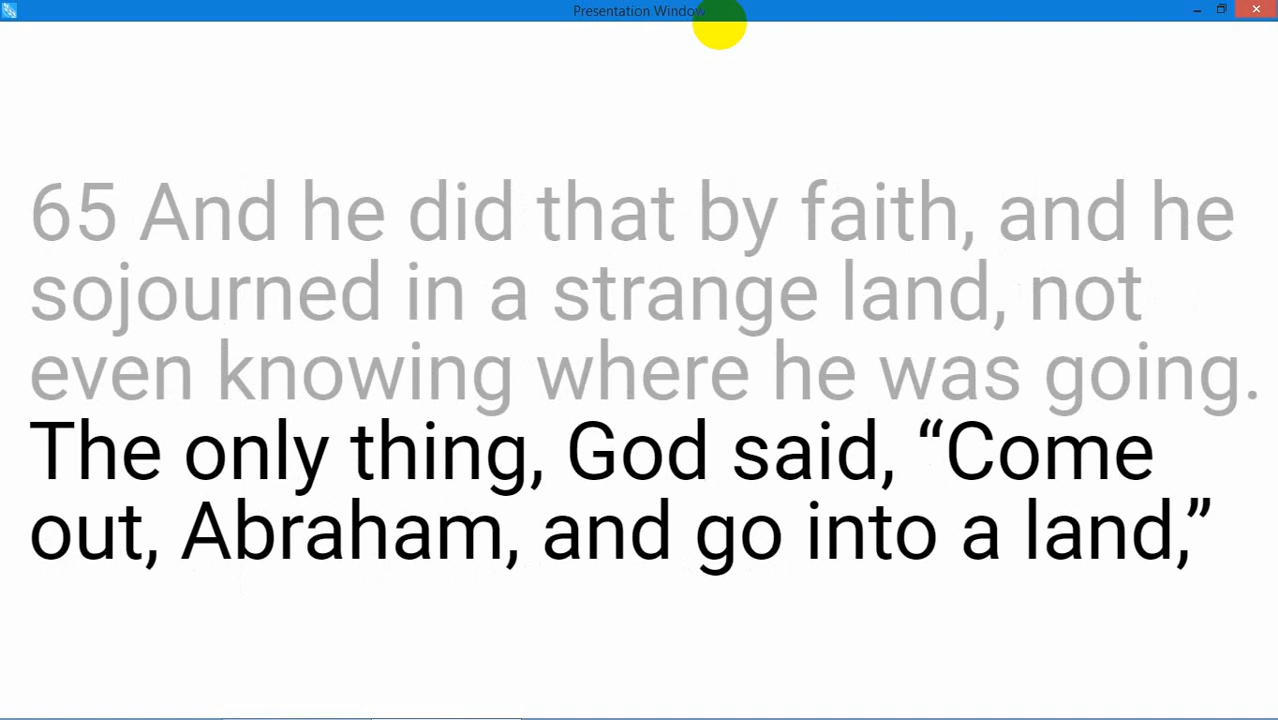 Presentation Window
65 And he did that by faith, and he
sojourned in a strange land, not
even knowing where he was going.
The only thing, God said, “Come
out, Abraham, and go into a land,”